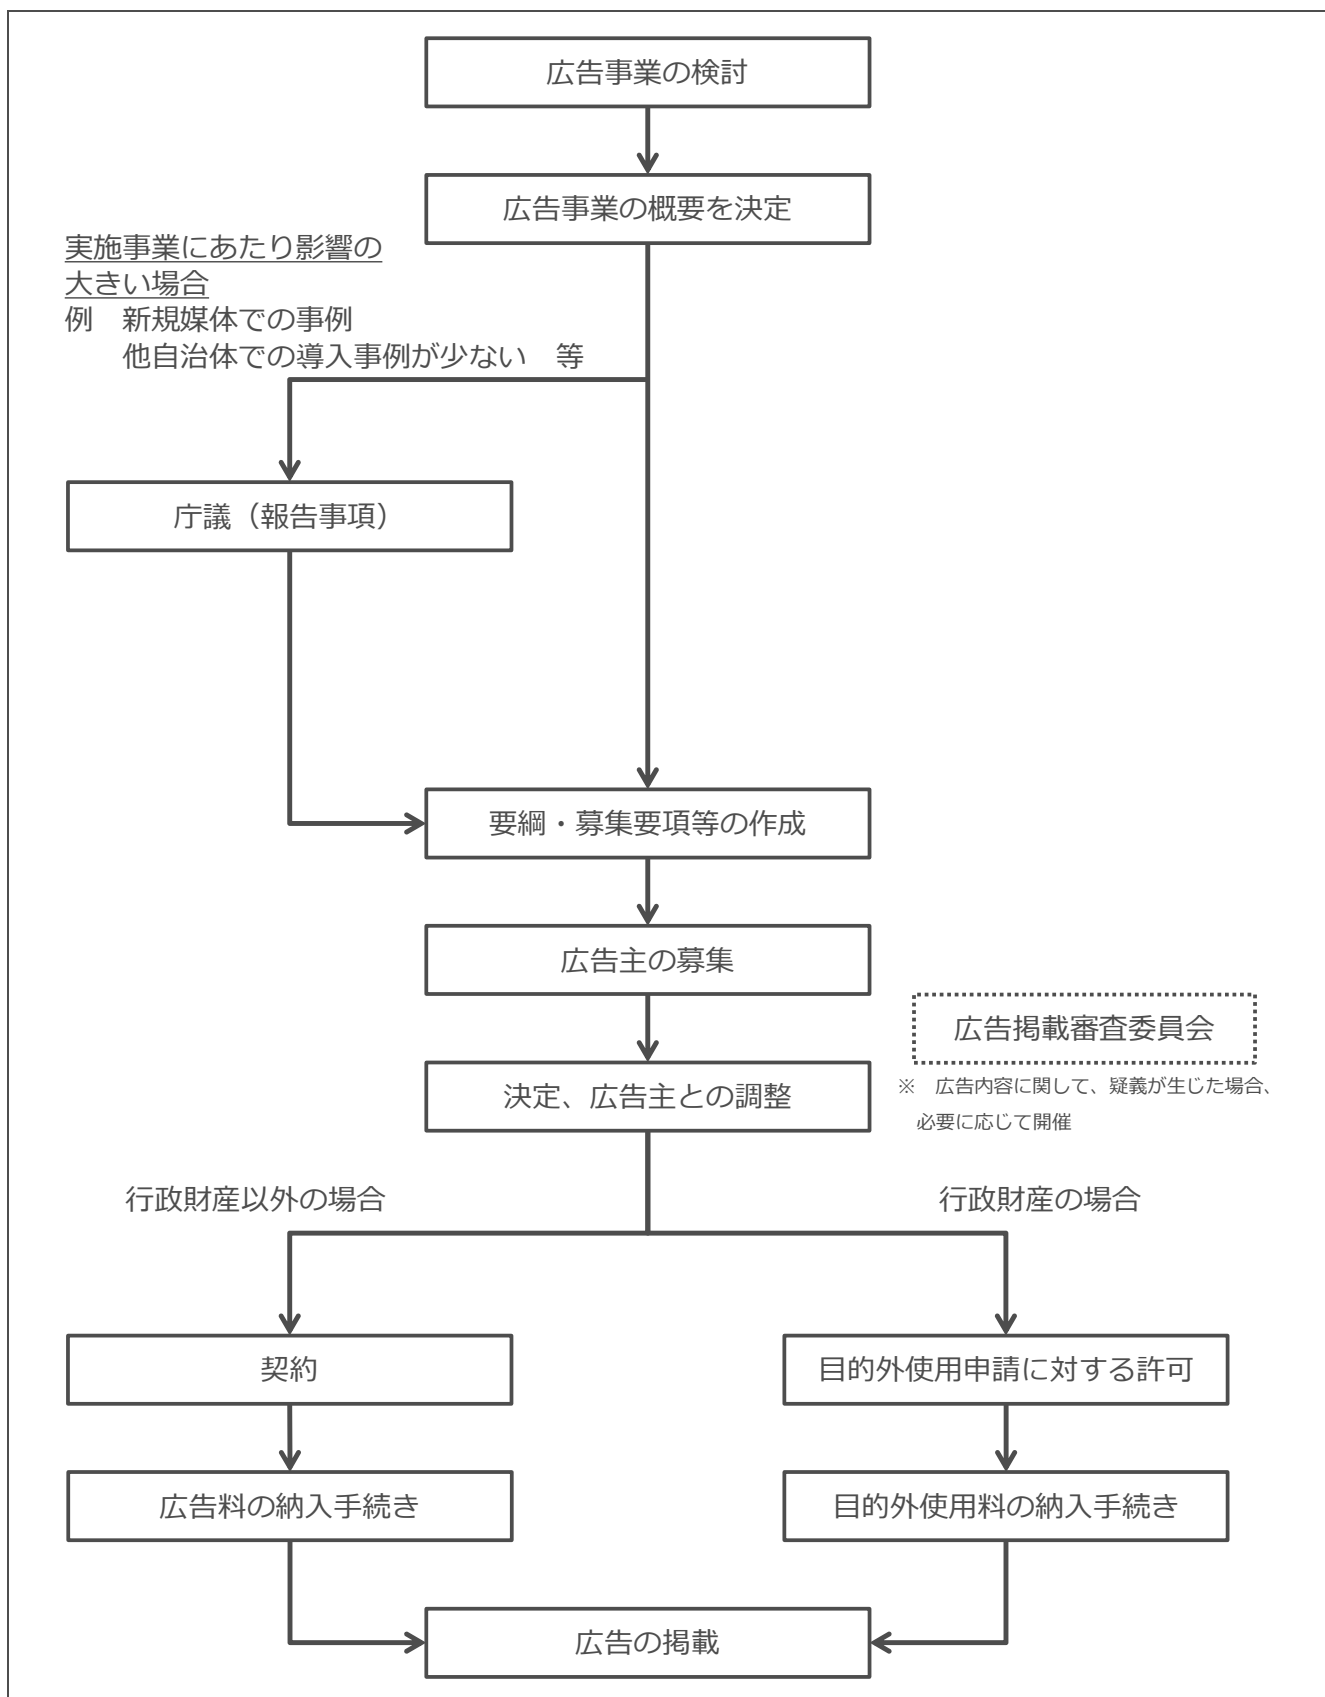 広告事業の検討
広告事業の概要を決定
実施事業にあたり影響の
大きい場合
例　新規媒体での事例
他自治体での導入事例が少ない　等
庁議（報告事項）
要綱・募集要項等の作成
広告主の募集
広告掲載審査委員会
※　広告内容に関して、疑義が生じた場合、
必要に応じて開催
決定、広告主との調整
行政財産以外の場合
行政財産の場合
契約
目的外使用申請に対する許可
広告料の納入手続き
目的外使用料の納入手続き
広告の掲載